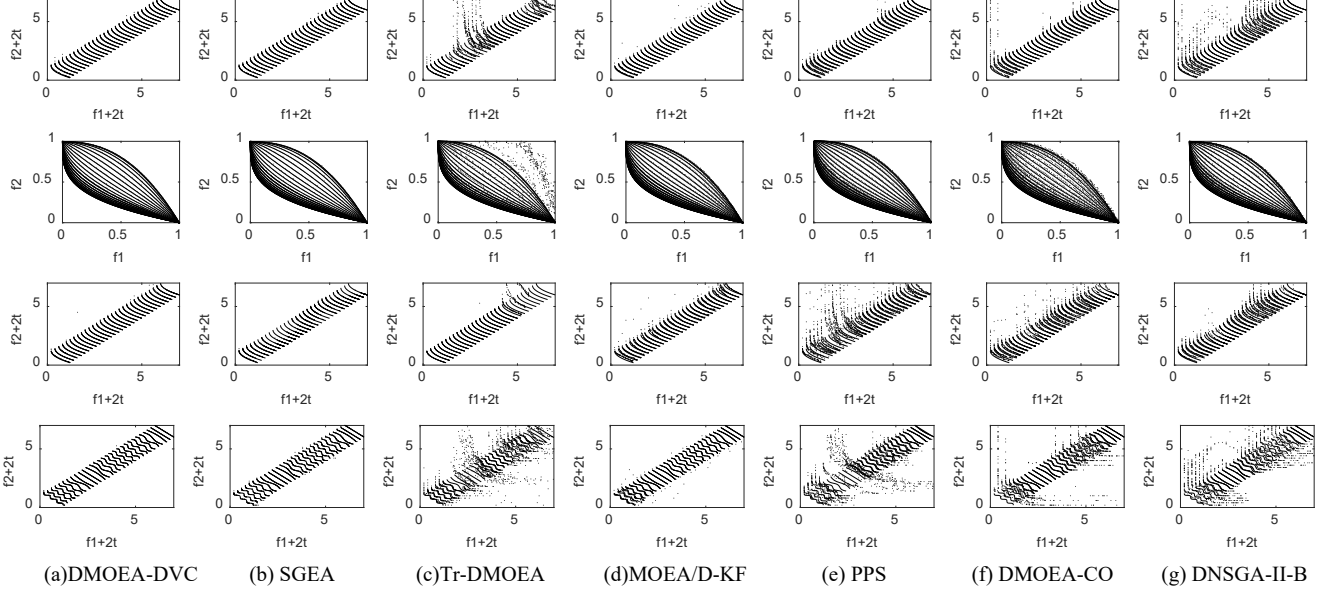 5 5 5 5 5 5 5
f2+2t f2+2t f2+2t f2+2t f2+2t f2+2t f2+2t
0 0 0 0 0 0 0
0 5 0 5 0 5 0 5 0 5 0 5 0 5
f1+2t f1+2t f1+2t f1+2t f1+2t f1+2t f1+2t
1 1 1 1 1 1 1
f2 f2 f2 f2 f2 f2 f2
0.5 0.5 0.5 0.5 0.5 0.5 0.5
0 0 0 0 0 0 0
0 0.5 1 0 0.5 1 0 0.5 1 0 0.5 1 0 0.5 1 0 0.5 1 0 0.5 1
f1 f1 f1 f1 f1 f1 f1
5 5 5 5 5 5 5
f2+2t f2+2t f2+2t f2+2t f2+2t f2+2t f2+2t
0 0 0 0 0 0 0
0 5 0 5 0 5 0 5 0 5 0 5 0 5
f1+2t f1+2t f1+2t f1+2t f1+2t f1+2t f1+2t
5 5 5 5 5 5 5
f2+2t f2+2t f2+2t f2+2t f2+2t f2+2t f2+2t
0 0 0 0 0 0 0
0 5 0 5 0 5 0 5 0 5 0 5 0 5
f1+2t f1+2t f1+2t f1+2t f1+2t f1+2t f1+2t
(a)DMOEA-DVC (b) SGEA (c)Tr-DMOEA (d)MOEA/D-KF (e) PPS (f) DMOEA-CO (g) DNSGA-II-B